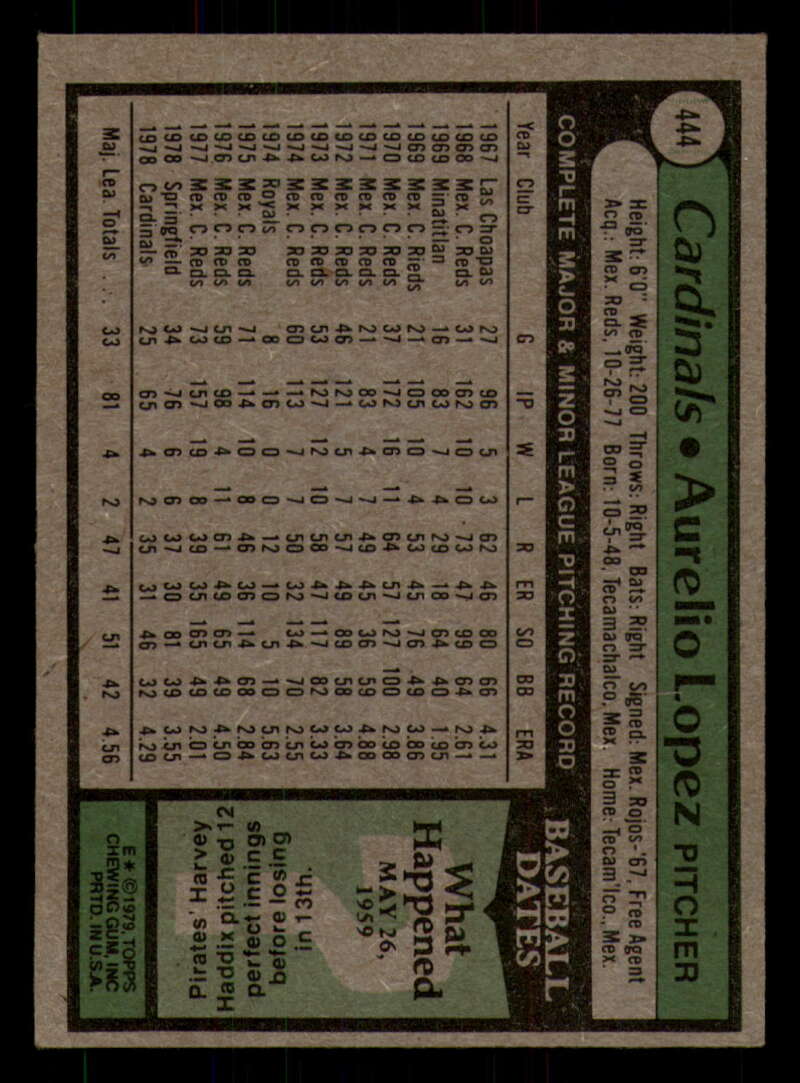 444 Cardinals • Aurelio Lopez PITCHER
Height: 6'0" Weight: 200 Throws: Right Bats: Right Signed: Mex. Rojos-'67, Free Agent
Acq.: Mex. Reds, 10-26-77 Born: 10-5-48, Tecamachalco, Mex. Home: Tecam'lco., Mex.
COMPLETE MAJOR & MINOR LEAGUE PITCHING RECORD
Year Club G IP W L R ER SO BB ERA
1967 Las Choapas 27 96 5 3 62 46 80 66 4.31
1968 Mex. C. Reds 31 162 10 10 73 47 99 64 2.61
1969 Minatitlan 16 83 7 4 29 18 64 40 1.95
1969 Mex. C. Reds 21 105 10 4 53 45 76 49 3.86
1970 Mex. C. Reds 37 172 16 11 64 57 127 100 2.98
1971 Mex. C. Reds 21 83 4 7 49 45 36 59 4.88
1972 Mex. C. Reds 46 121 5 7 57 49 89 58 3.64
1973 Mex. C. Reds 53 127 12 10 58 47 117 82 3.33
1974 Mex. C. Reds 60 113 7 7 50 32 134 70 2.55
1974 Royals 8 16 0 0 12 10 5 10 5.63
1975 Mex. C. Reds 71 114 10 8 46 36 114 68 2.84
1976 Mex. C Reds 59 98 4 11 61 49 65 49 4.50
1977 Mex. C. Reds 73 157 19 8 39 35 165 49 2.01
1978 Springfield 34 76 6 6 37 30 81 39 3.55
1978 Cardinals 25 65 4 2 35 31 46 32 4.29
Maj. Lea Totals . . . 33 81 4 2 47 41 51 42 4.56
BASEBALL
DATES
What
Happened
MAY 26,
1959
Pirates' Harvey
Haddix pitched 12
perfect innings
before losing
in 13th.
E ★ ©1979, TOPPS
CHEWING GUM, INC
PRTD. IN U.S.A.